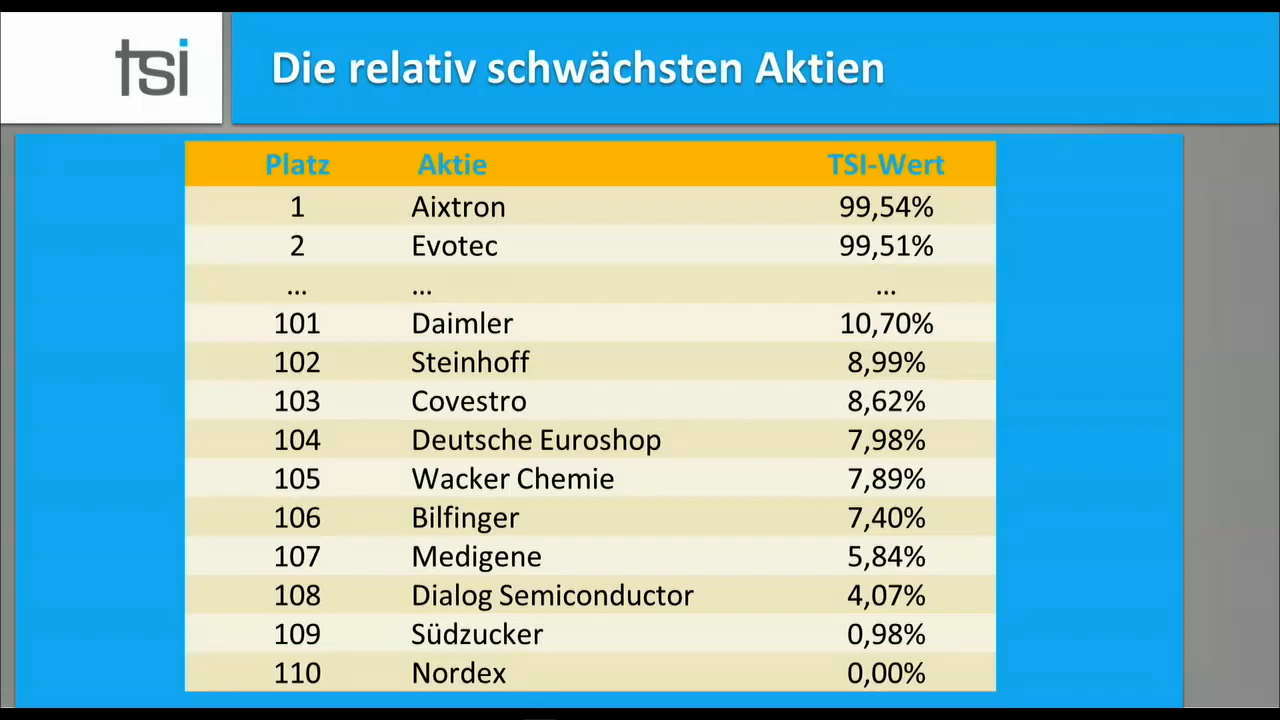 tsi
Die relativ schwächsten Aktien
Platz Aktie TSI-Wert
1 Aixtron 99,54%
2 Evotec 99,51%
... ... ...
101 Daimler 10,70%
102 Steinhoff 8,99%
103 Covestro 8,62%
104 Deutsche Euroshop 7,98%
105 Wacker Chemie 7,89%
106 Bilfinger 7,40%
107 Medigene 5,84%
108 Dialog Semiconductor 4,07%
109 Südzucker 0,98%
110 Nordex 0,00%